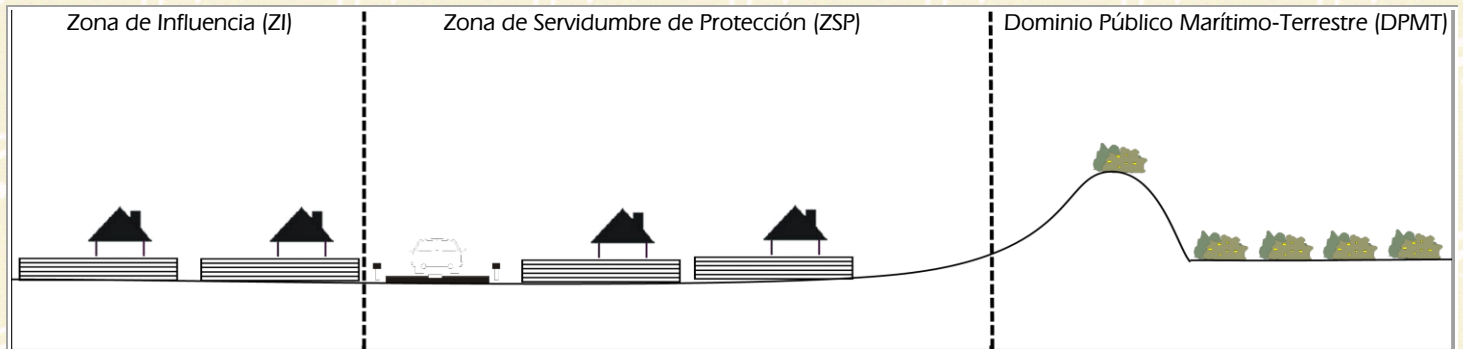 Zona de Influencia (ZI)
Zona de Servidumbre de Protección (ZSP)
Dominio Público Marítimo-Terrestre (DPMT)